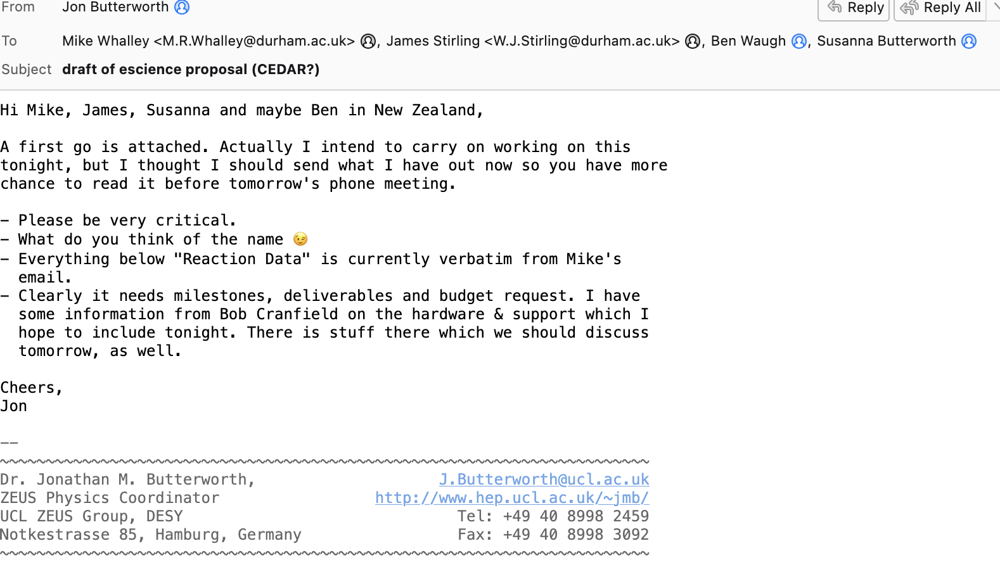 From Jon Butterworth
Reply Reply All
To Mike Whalley <M.R.Whalley@durham.ac.uk>, James Stirling <W.J.Stirling@durham.ac.uk>, Ben Waugh, Susanna Butterworth
Subject draft of escience proposal (CEDAR?)
Hi Mike, James, Susanna and maybe Ben in New Zealand,
A first go is attached. Actually I intend to carry on working on this
tonight, but I thought I should send what I have out now so you have more
chance to read it before tomorrow's phone meeting.
– Please be very critical.
– What do you think of the name 😉
– Everything below "Reaction Data" is currently verbatim from Mike's
email.
– Clearly it needs milestones, deliverables and budget request. I have
some information from Bob Cranfield on the hardware & support which I
hope to include tonight. There is stuff there which we should discuss
tomorrow, as well.
Cheers,
Jon
——
~~~~~~~~~~~~~~~~~~~~~~~~~~~~~~~~~~~~~~~~~~~~~~~~~~~~~~~~~~~~~~~~~~~~~~~
Dr. Jonathan M. Butterworth, J.Butterworth@ucl.ac.uk
ZEUS Physics Coordinator http://www.hep.ucl.ac.uk/~jmb/
UCL ZEUS Group, DESY Tel: +49 40 8998 2459
Notkestrasse 85, Hamburg, Germany Fax: +49 40 8998 3092
~~~~~~~~~~~~~~~~~~~~~~~~~~~~~~~~~~~~~~~~~~~~~~~~~~~~~~~~~~~~~~~~~~~~~~~